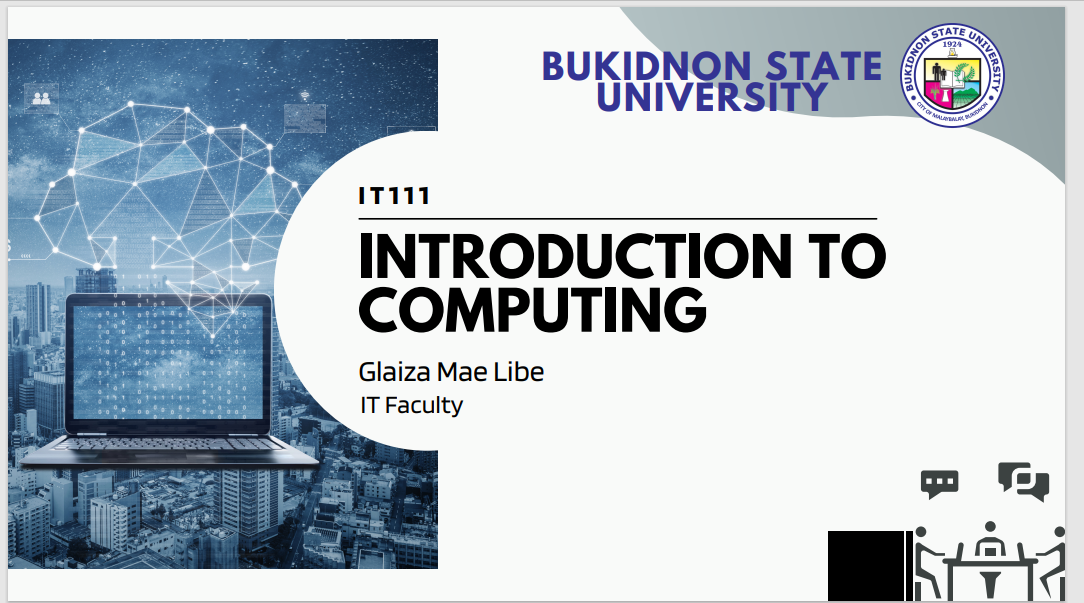 BUKIDNON STATE
UNIVERSITY
BUKIDNON STATE UNIVERSITY
1924
CITY OF MALAYBALAY, BUKIDNON
IT111
INTRODUCTION TO
COMPUTING
Glaiza Mae Libe
IT Faculty